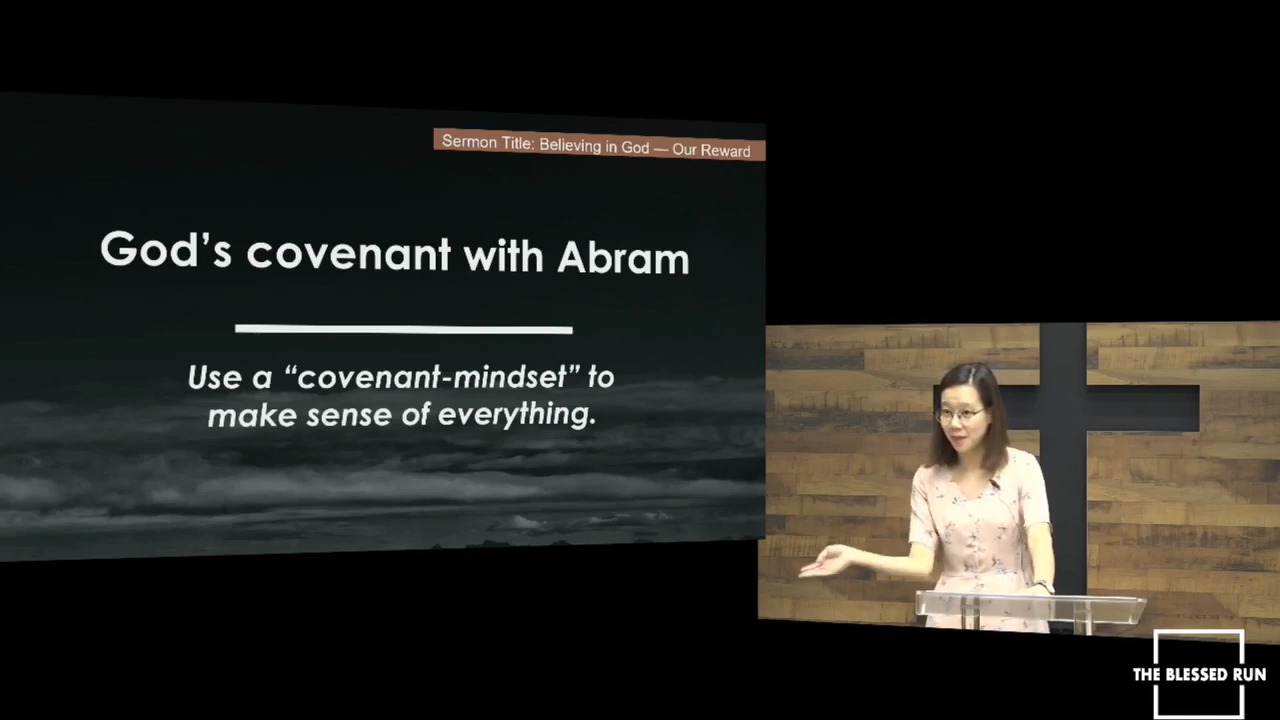 Sermon Title: Believing in God — Our Reward
God’s covenant with Abram
Use a “covenant-mindset” to
make sense of everything.
THE BLESSED RUN